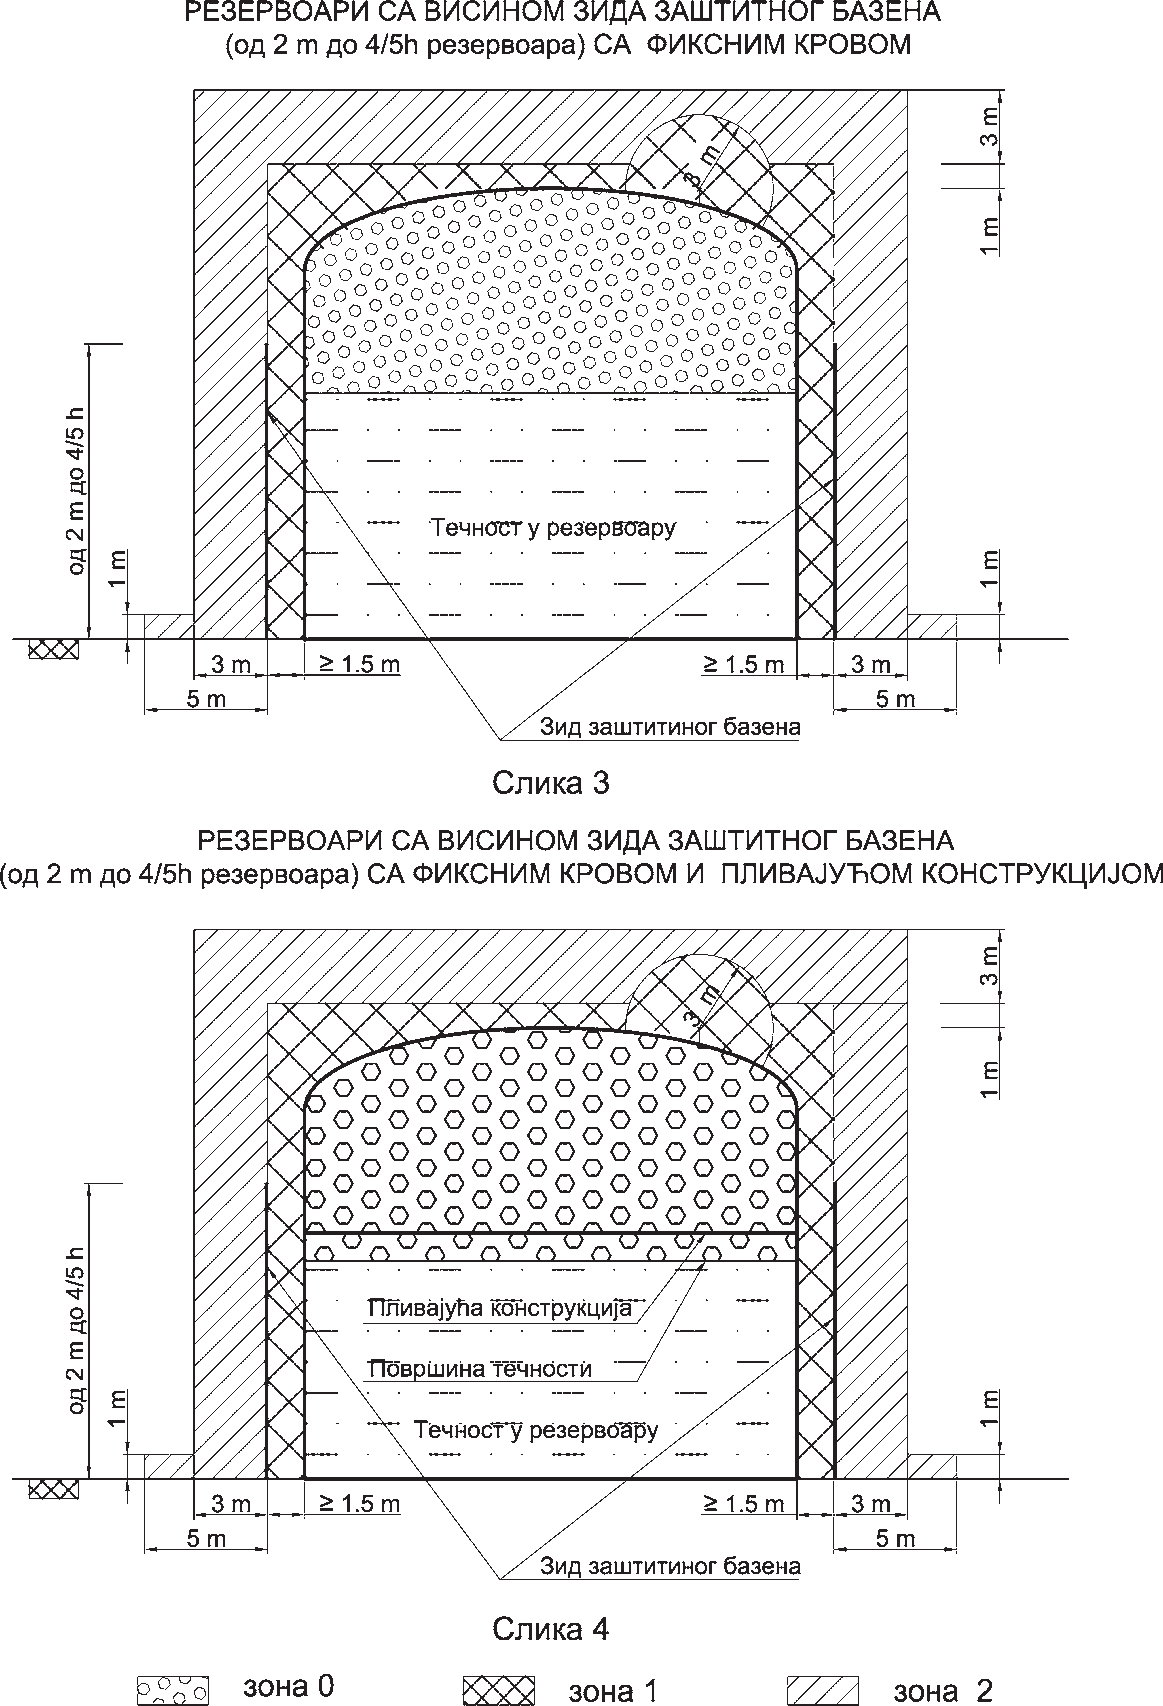 РЕЗЕРВОАРИ СА ВИСИНОМ ЗИДА ЗАШТИТНОГ БАЗЕНА
(од 2 m до 4/5h резервоара) СА ФИКСНИМ КРОВОМ
3 m
3 m
1 m
од 2 m до 4/5 h
Течност у резервоару
1 m
1 m
3 m
≥ 1.5 m
≥ 1.5 m
3 m
5 m
5 m
Зид заштитиног базена
Слика 3
РЕЗЕРВОАРИ СА ВИСИНОМ ЗИДА ЗАШТИТНОГ БАЗЕНА
(од 2 m до 4/5h резервоара) СА ФИКСНИМ КРОВОМ И ПЛИВАЈУЋОМ КОНСТРУКЦИЈОМ
3 m
3 m
1 m
од 2 m до 4/5 h
Пливајућа конструкција
Површина течности
Течност у резервоару
1 m
1 m
3 m
≥ 1.5 m
≥ 1.5 m
3 m
5 m
5 m
Зид заштитиног базена
Слика 4
зона 0
зона 1
зона 2